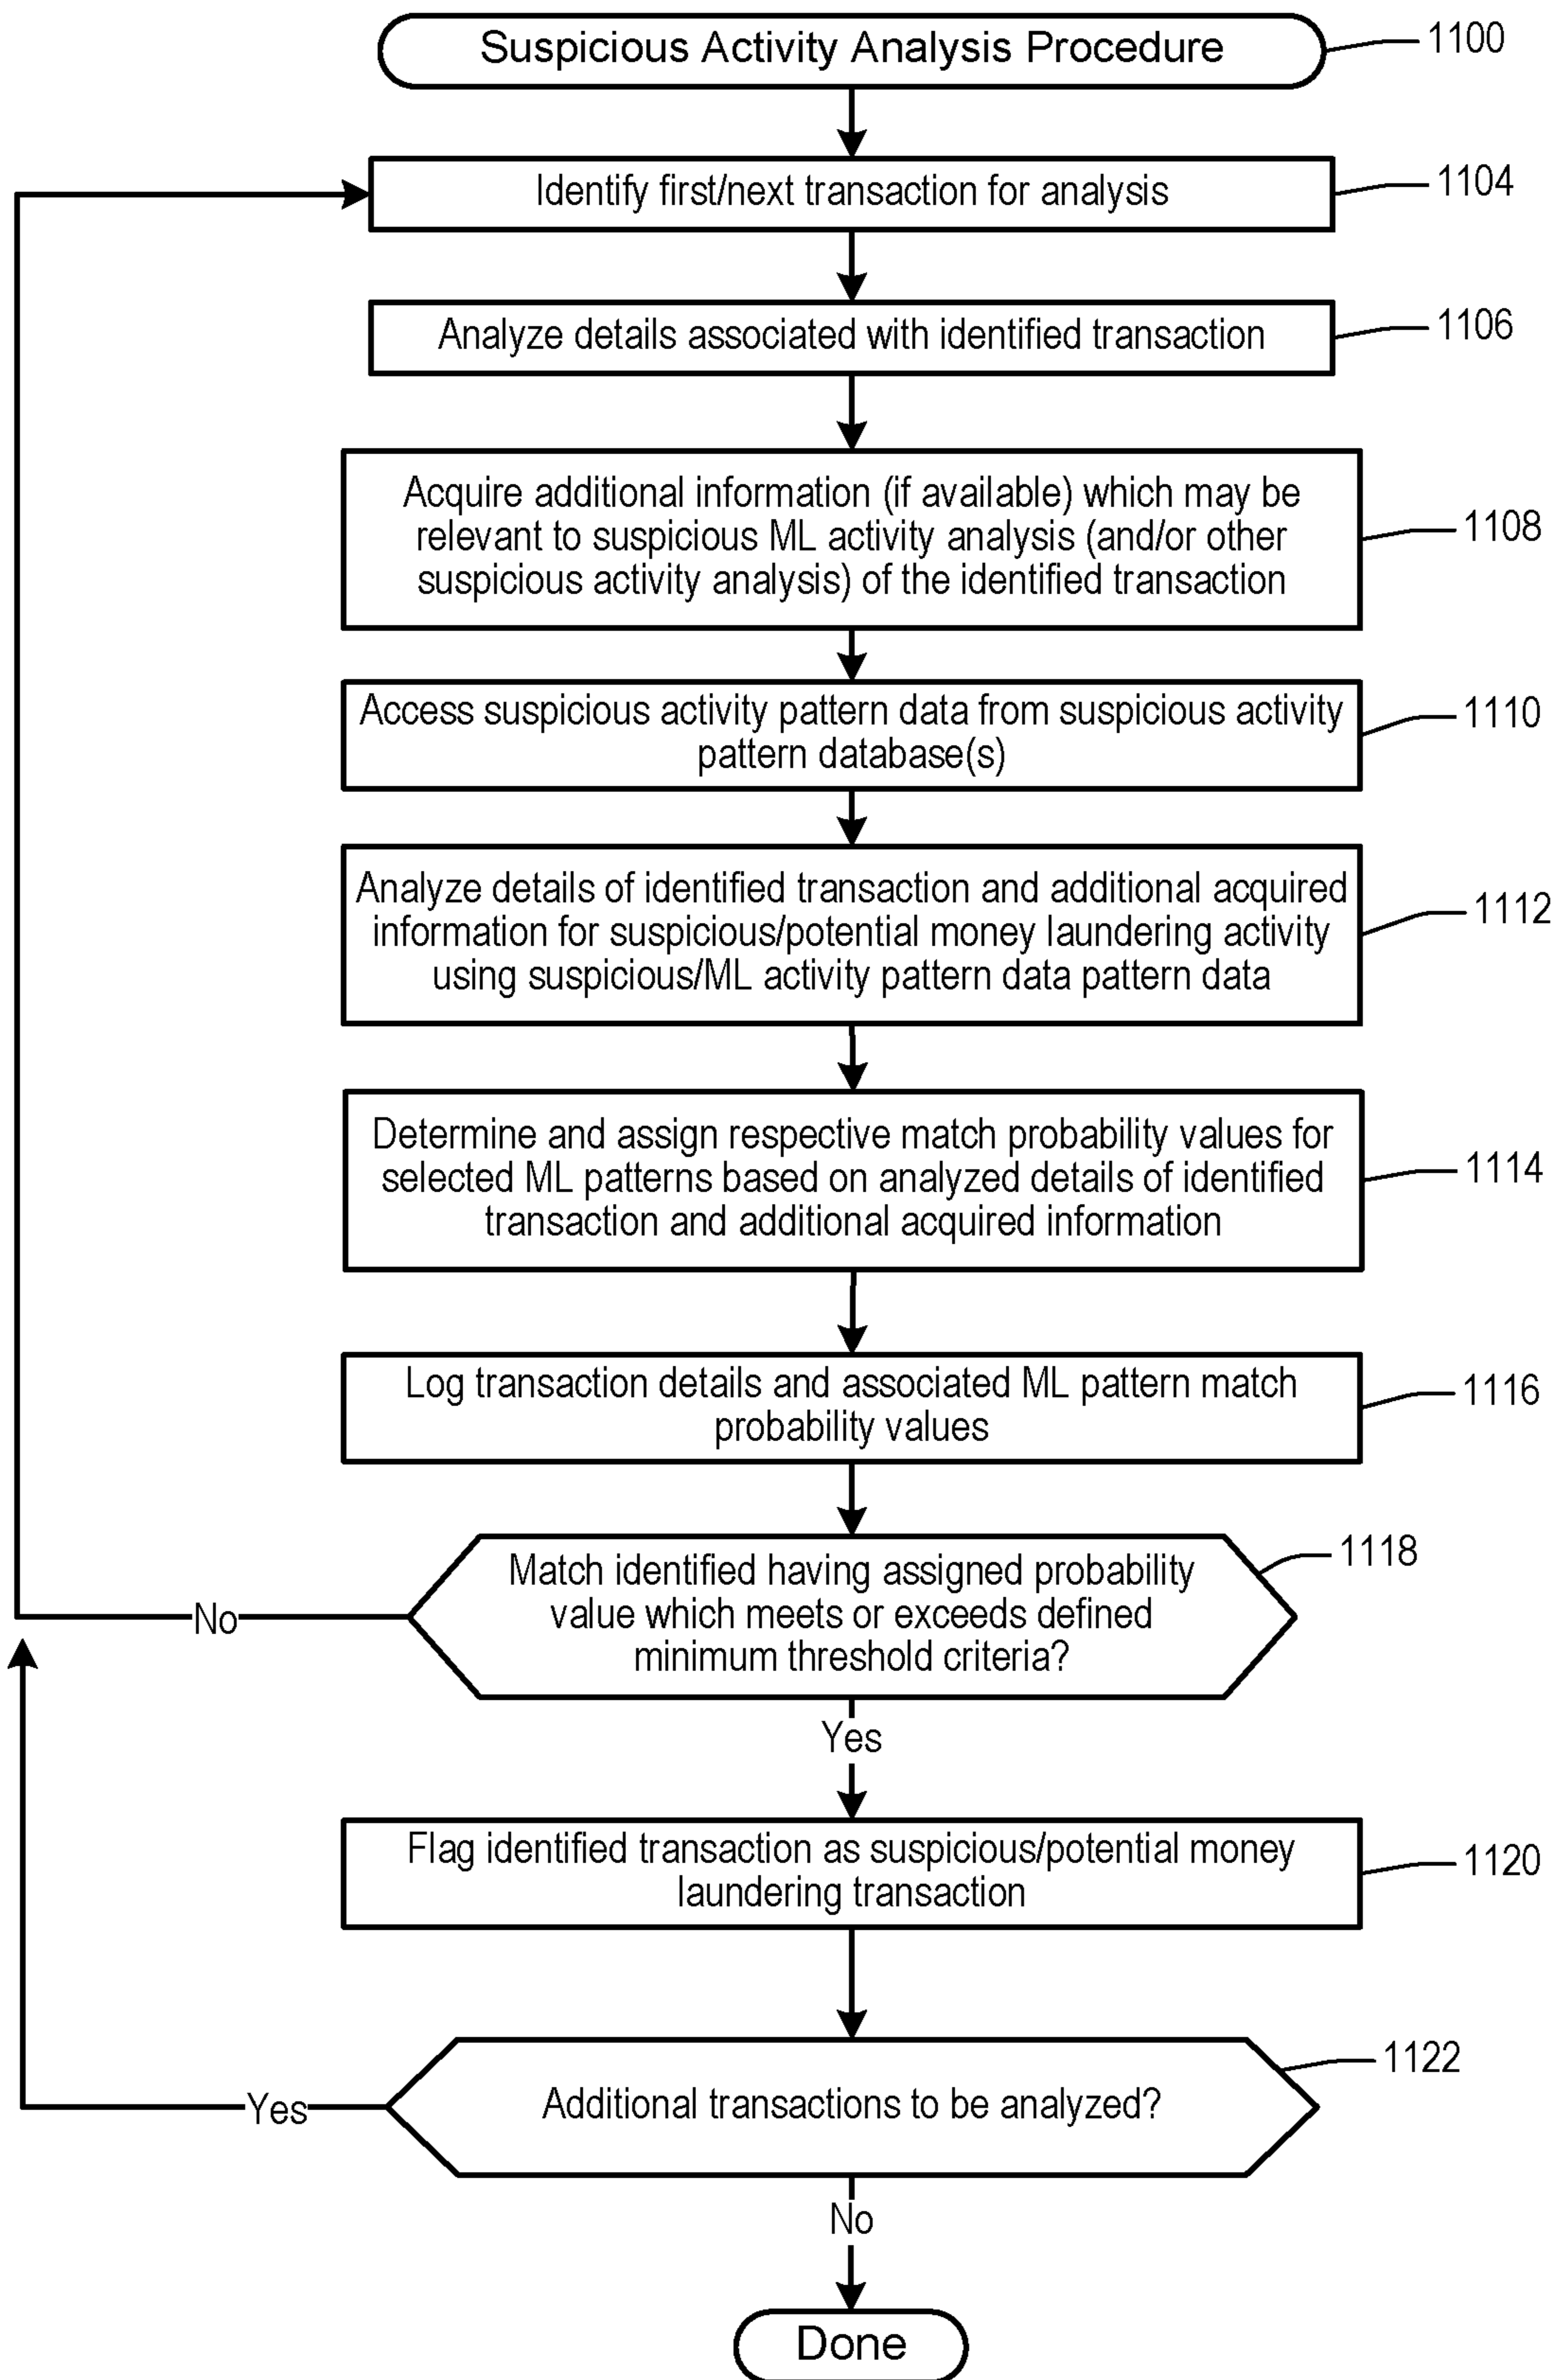 Suspicious Activity Analysis Procedure
1100
Identify first/next transaction for analysis
1104
Analyze details associated with identified transaction
1106
Acquire additional information (if available) which may be
relevant to suspicious ML activity analysis (and/or other
suspicious activity analysis) of the identified transaction
1108
Access suspicious activity pattern data from suspicious activity
pattern database(s)
1110
Analyze details of identified transaction and additional acquired
information for suspicious/potential money laundering activity
using suspicious/ML activity pattern data pattern data
1112
Determine and assign respective match probability values for
selected ML patterns based on analyzed details of identified
transaction and additional acquired information
1114
Log transaction details and associated ML pattern match
probability values
1116
Match identified having assigned probability
value which meets or exceeds defined
minimum threshold criteria?
1118
No
Yes
Flag identified transaction as suspicious/potential money
laundering transaction
1120
Additional transactions to be analyzed?
1122
Yes
No
Done